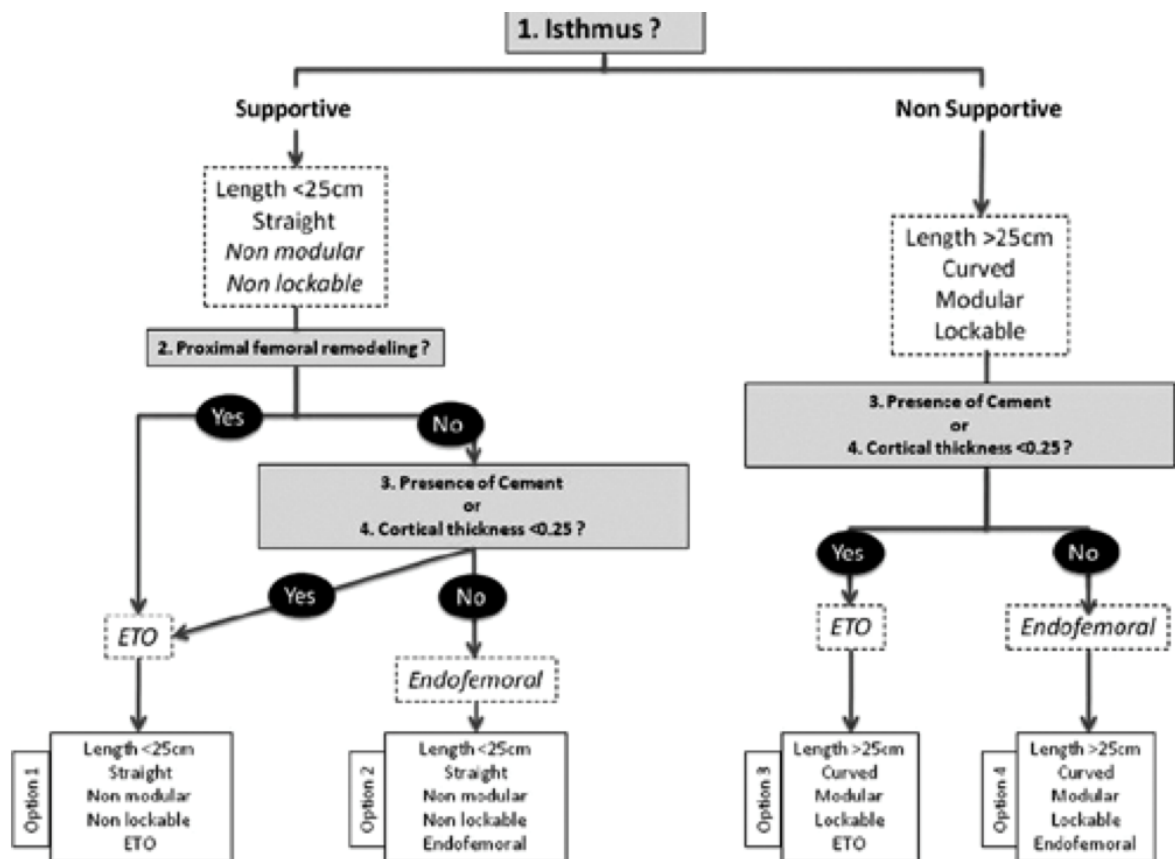 1. Isthmus ?
Supportive
Non Supportive
Length <25cm
Straight
Non modular
Non lockable
Length >25cm
Curved
Modular
Lockable
2. Proximal femoral remodeling ?
Yes
No
3. Presence of Cement
or
4. Cortical thickness <0.25 ?
3. Presence of Cement
or
4. Cortical thickness <0.25 ?
Yes
No
Yes
No
ETO
Endofemoral
ETO
Endofemoral
Option 1
Length <25cm
Straight
Non modular
Non lockable
ETO
Option 2
Length <25cm
Straight
Non modular
Non lockable
Endofemoral
Option 3
Length >25cm
Curved
Modular
Lockable
ETO
Option 4
Length >25cm
Curved
Modular
Lockable
Endofemoral